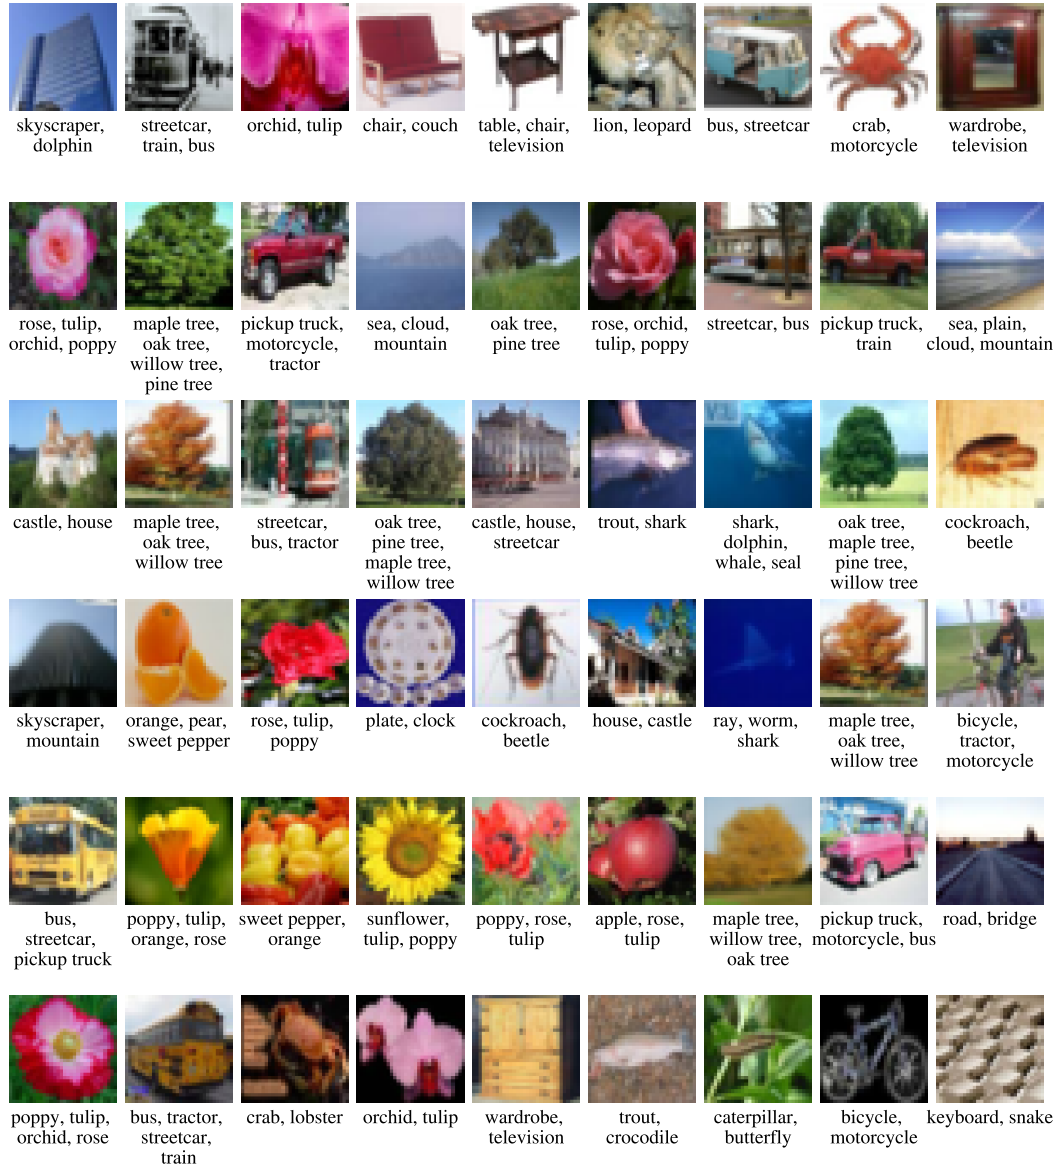 skyscraper,
dolphin
streetcar,
train, bus
orchid, tulip
chair, couch
table, chair,
television
lion, leopard
bus, streetcar
crab,
motorcycle
wardrobe,
television
rose, tulip,
orchid, poppy
maple tree,
oak tree,
willow tree,
pine tree
pickup truck,
motorcycle,
tractor
sea, cloud,
mountain
oak tree,
pine tree
rose, orchid,
tulip, poppy
streetcar, bus
pickup truck,
train
sea, plain,
cloud, mountain
castle, house
maple tree,
oak tree,
willow tree
streetcar,
bus, tractor
oak tree,
pine tree,
maple tree,
willow tree
castle, house,
streetcar
trout, shark
shark,
dolphin,
whale, seal
oak tree,
maple tree,
pine tree,
willow tree
cockroach,
beetle
skyscraper,
mountain
orange, pear,
sweet pepper
rose, tulip,
poppy
plate, clock
cockroach,
beetle
house, castle
ray, worm,
shark
maple tree,
oak tree,
willow tree
bicycle,
tractor,
motorcycle
bus,
streetcar,
pickup truck
poppy, tulip,
orange, rose
sweet pepper,
orange
sunflower,
tulip, poppy
poppy, rose,
tulip
apple, rose,
tulip
maple tree,
willow tree,
oak tree
pickup truck,
motorcycle, bus
road, bridge
poppy, tulip,
orchid, rose
bus, tractor,
streetcar,
train
crab, lobster
orchid, tulip
wardrobe,
television
trout,
crocodile
caterpillar,
butterfly
bicycle,
motorcycle
keyboard, snake